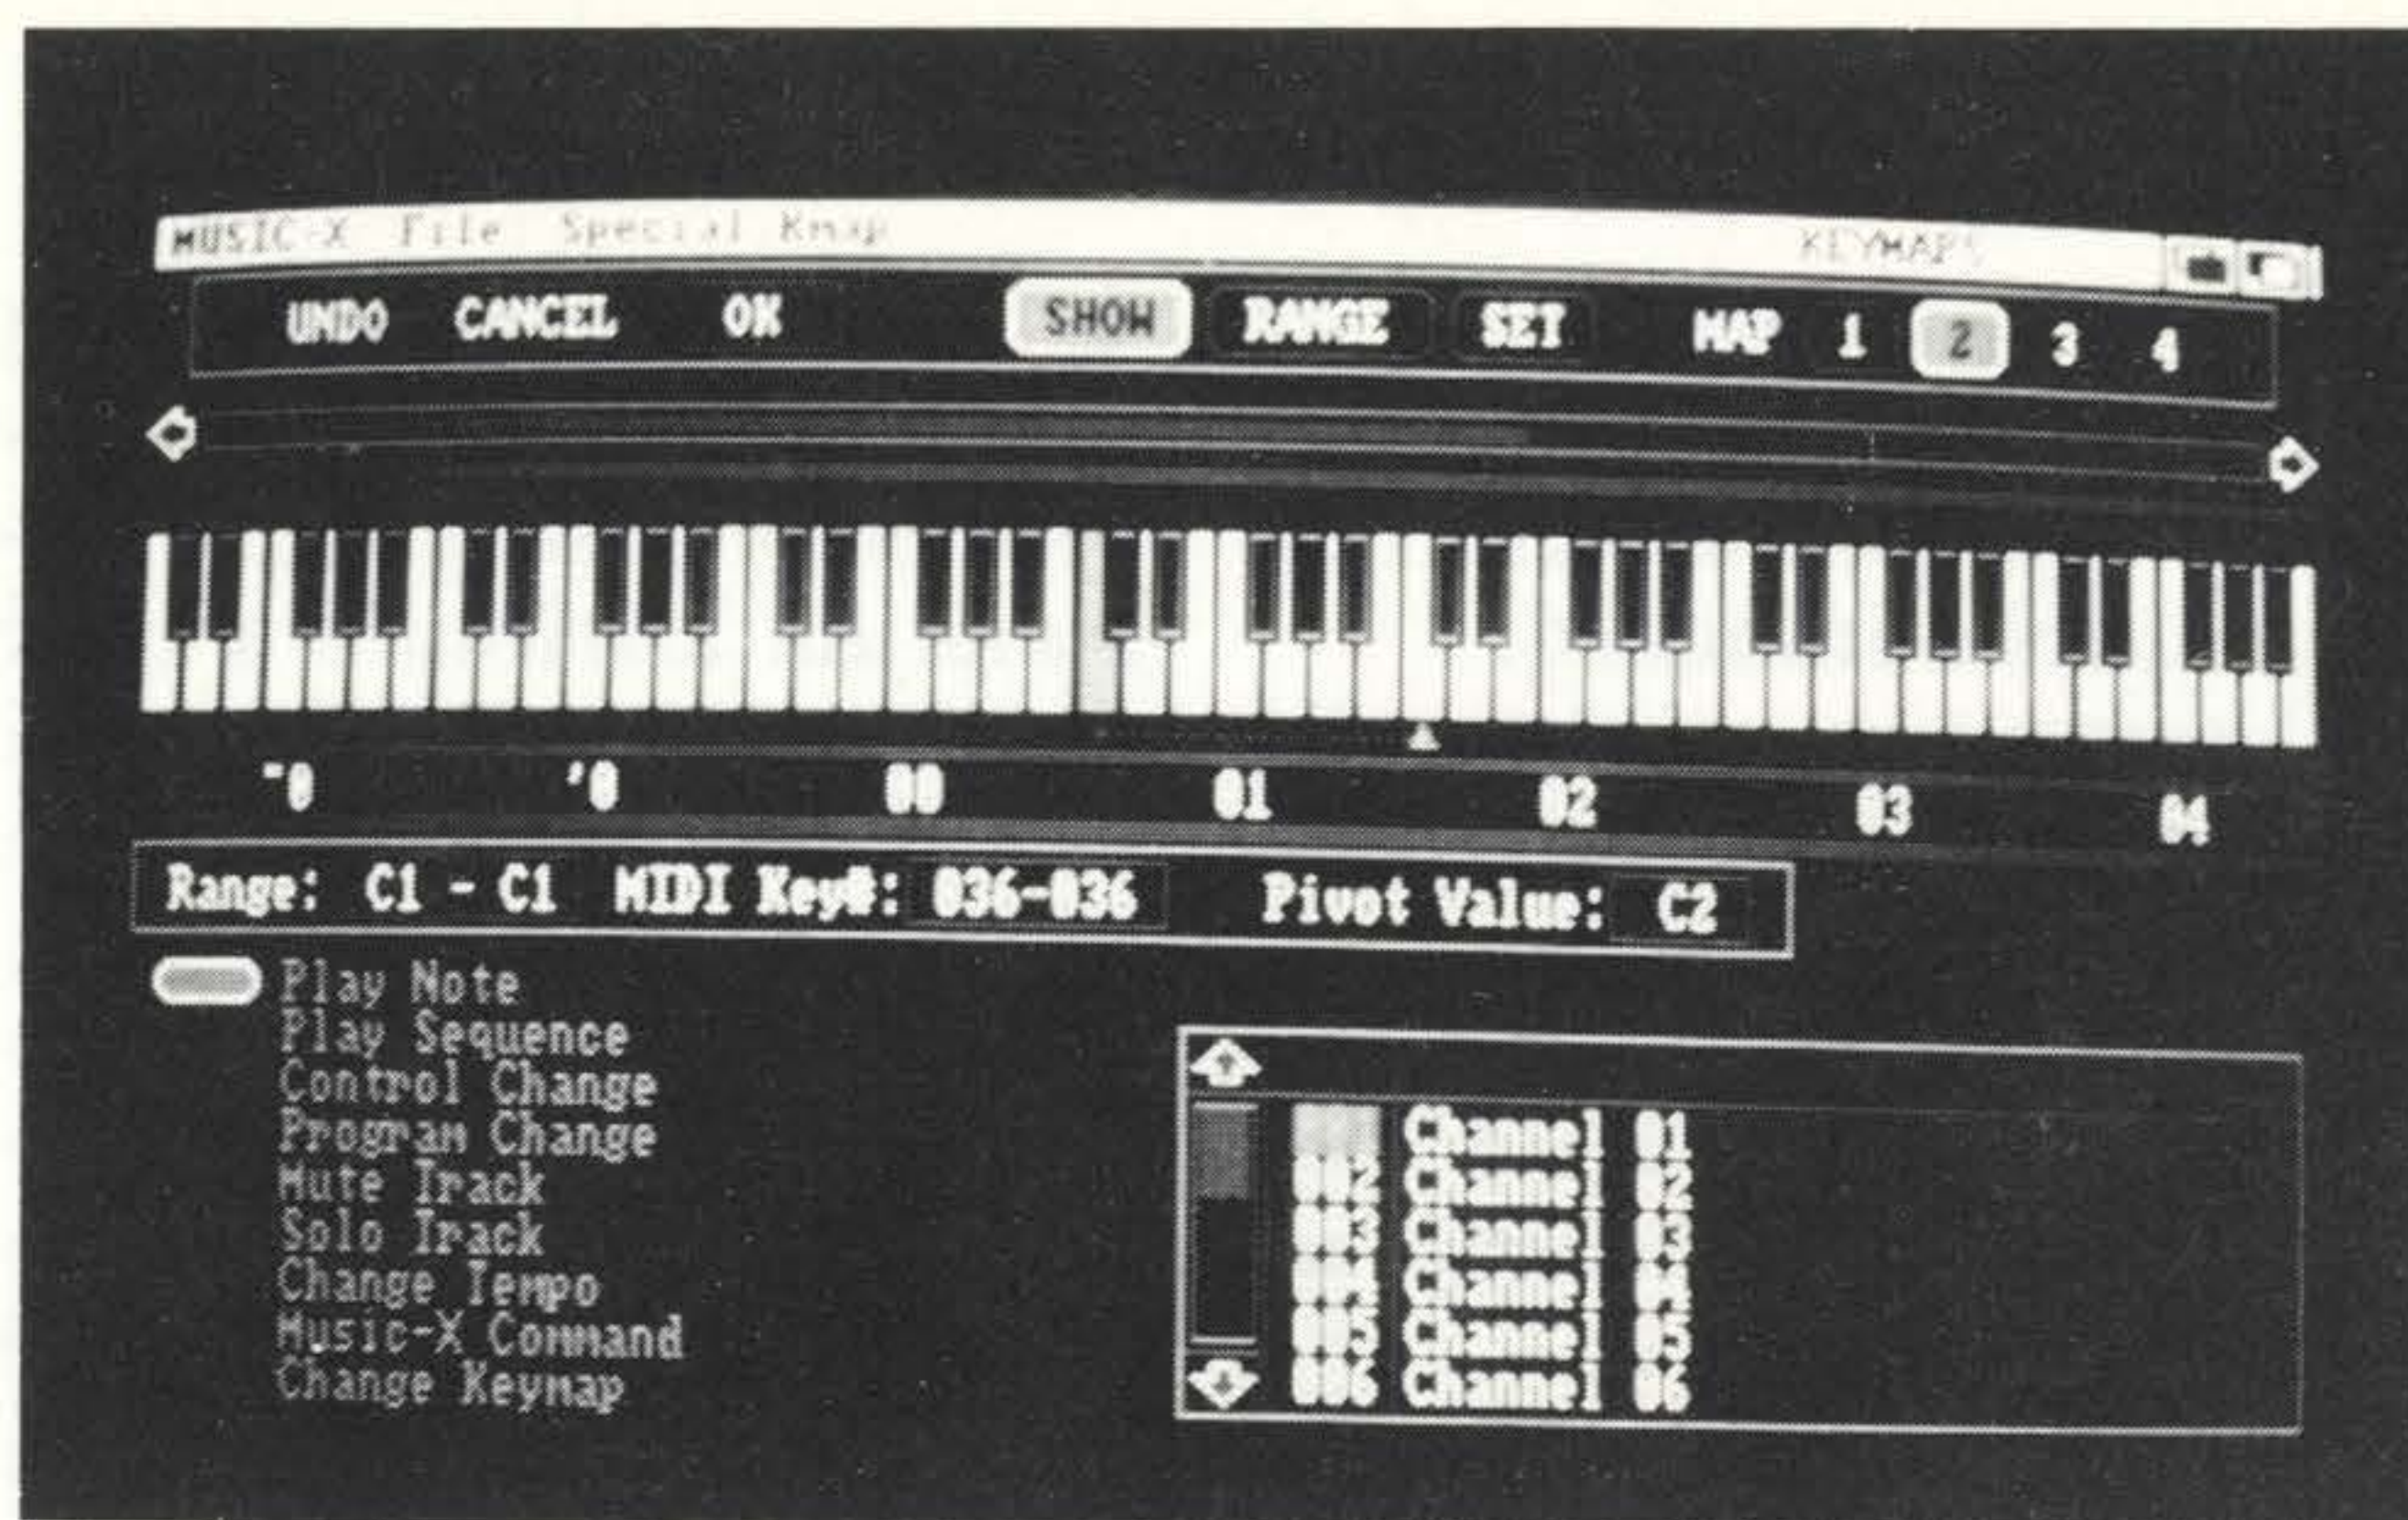 MUSIC-X File Special Kmap KEYMAPS
UNDO CANCEL OK SHOW RANGE SET MAP 1 2 3 4
-0 '0 00 01 02 03 04
Range: C1 - C1 MIDI Key#: 036-036 Pivot Value: C2
Play Note
Play Sequence
Control Change
Program Change
Mute Track
Solo Track
Change Tempo
Music-X Command
Change Keymap
Channel 01
002 Channel 02
003 Channel 03
004 Channel 04
005 Channel 05
006 Channel 06